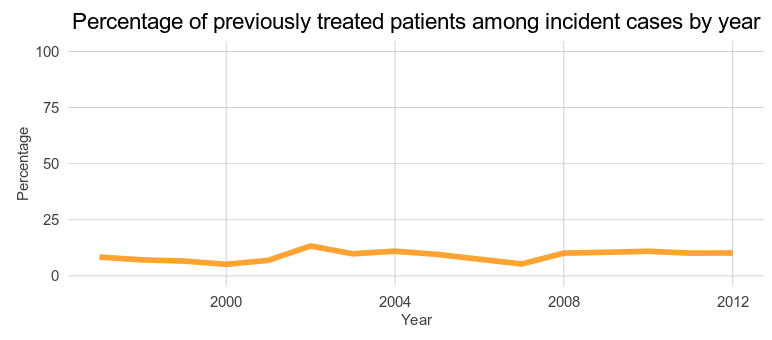 Percentage of previously treated patients among incident cases by year
100
75
50
25
0
Percentage
2000 2004 2008 2012
Year